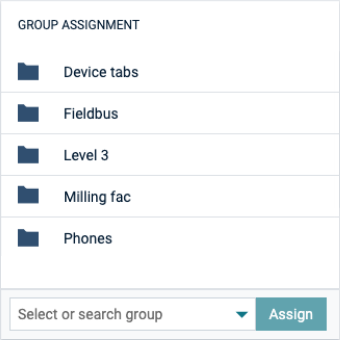 GROUP ASSIGNMENT
Device tabs
Fieldbus
Level 3
Milling fac
Phones
Select or search group
Assign